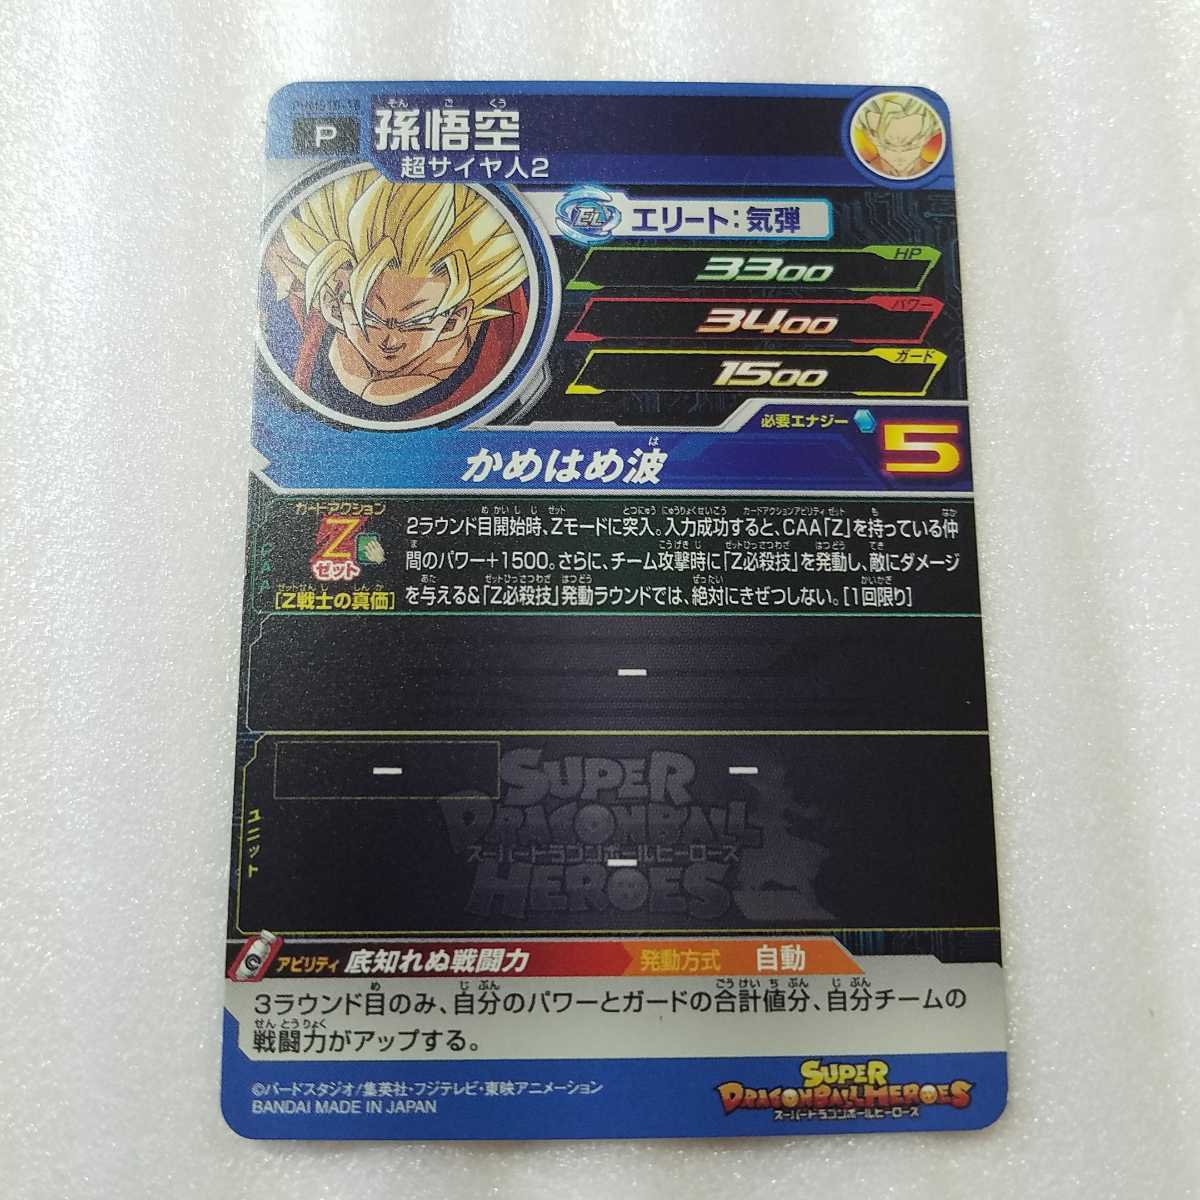 P
孫悟空
そん ご くう
超サイヤ人2
EL エリート:気弾
HP
3300
パワー
3400
ガード
1500
必要エナジー 5
かめはめ波
は
カードアクション
Z
ゼット
[Z戦士の真価]
CAA
2ラウンド目開始時、Zモードに突入。入力成功すると、CAA「Z」を持っている仲
間のパワー+1500。さらに、チーム攻撃時に「Z必殺技」を発動し、敵にダメージ
を与える&「Z必殺技」発動ラウンドでは、絶対にきぜつしない。[1回限り]
ー
ー ー
ユニット
SUPER
DRAGONBALL
スーパードラゴンボールヒーローズ
HEROES
ー
アビリティ 底知れぬ戦闘力 発動方式 自動
3ラウンド目のみ、自分のパワーとガードの合計値分、自分チームの
戦闘力がアップする。
©バードスタジオ/集英社・フジテレビ・東映アニメーション
BANDAI MADE IN JAPAN
SUPER
DRAGONBALL HEROES
スーパードラゴンボールヒーローズ